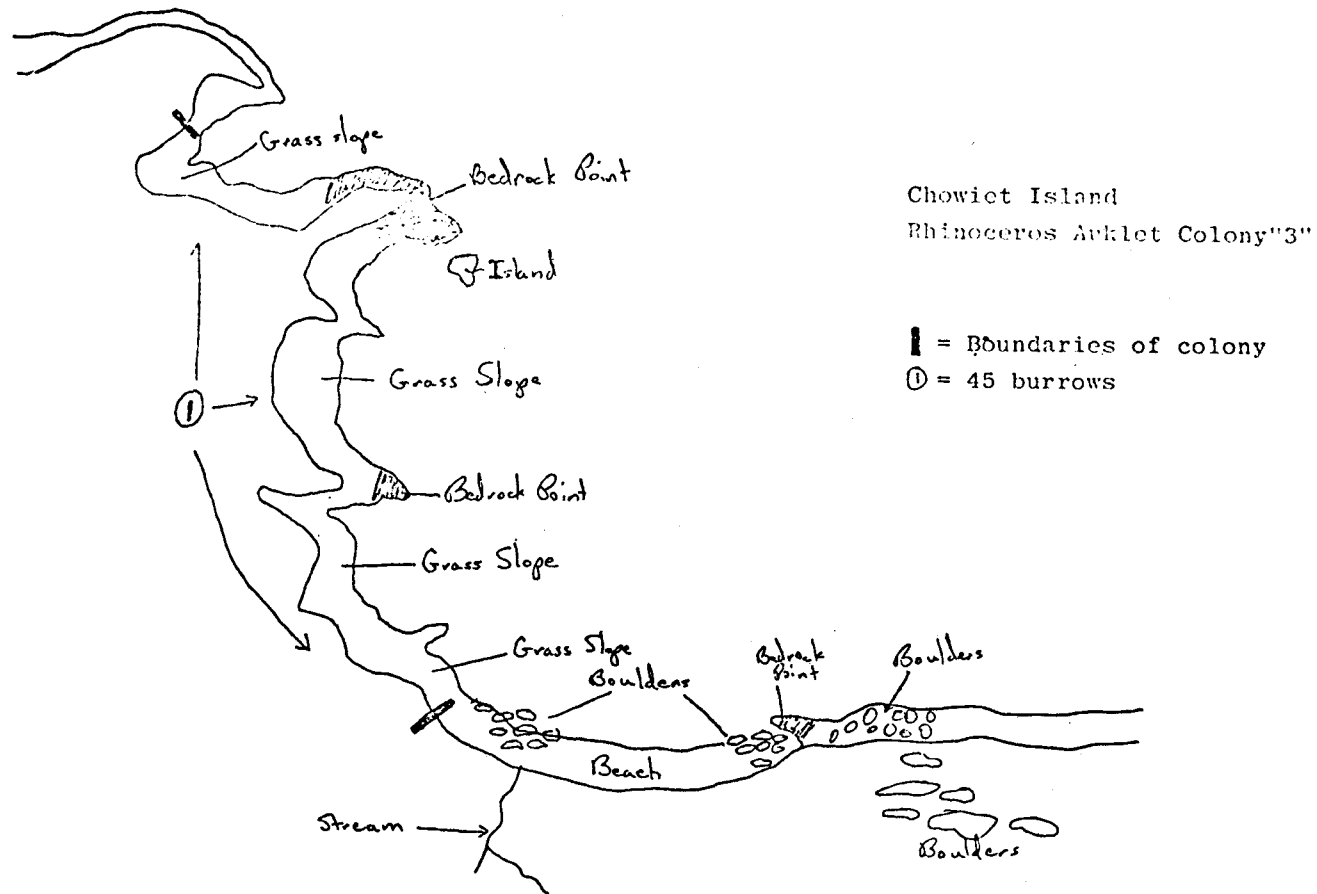 Grass slope
Bedrock Point
Island
Chowiet Island
Rhinoceros Auklet Colony"3"
= Boundaries of colony
① = 45 burrows
Grass Slope
①
Bedrock Point
Grass Slope
Grass Slope
Boulders
Bedrock
Point
Boulders
Beach
Stream
Boulders